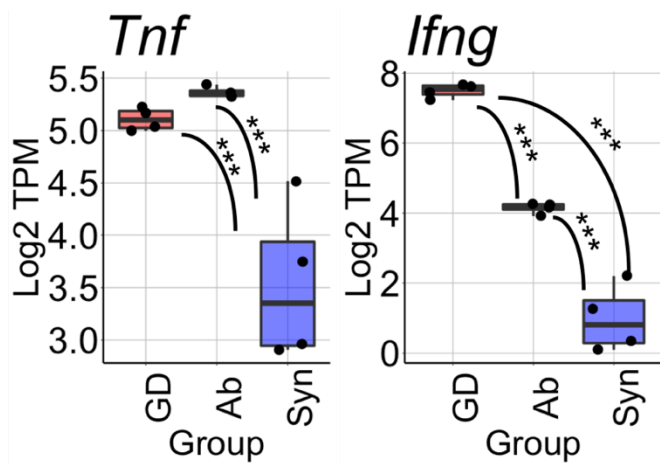 Tnf
Log2 TPM
5.5
5.0
4.5
4.0
3.5
3.0
***
***
GD
Ab
Syn
Group
Ifng
Log2 TPM
8
6
4
2
0
***
***
***
GD
Ab
Syn
Group